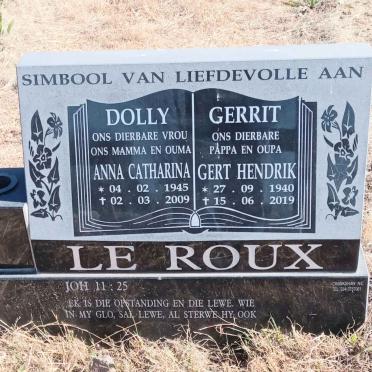 SIMBOOL VAN LIEFDEVOLLE AAN
DOLLY
ONS DIERBARE VROU
ONS MAMMA EN OUMA
ANNA CATHARINA
* 04 . 02 . 1945
✝ 02 . 03 . 2009
GERRIT
ONS DIERBARE
PAPPA EN OUPA
GERT HENDRIK
* 27 . 09 . 1940
✝ 15 . 06 . 2019
LE ROUX
JOH 11 : 25
EK IS DIE OPSTANDING EN DIE LEWE. WIE
IN MY GLO, SAL LEWE, AL STERWE HY OOK